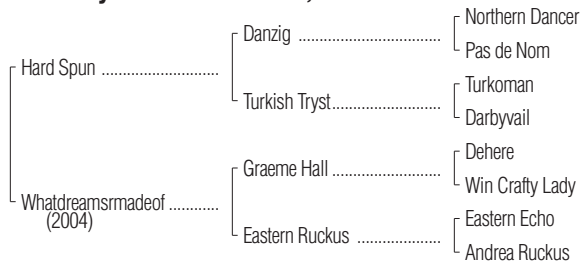 Northern Dancer
Danzig ..............................
Pas de Nom
Hard Spun .........................
Turkoman
Turkish Tryst.......................
Darbyvail
Dehere
Graeme Hall .......................
Win Crafty Lady
Whatdreamsrmadeof ...........
(2004)
Eastern Echo
Eastern Ruckus .................
Andrea Ruckus